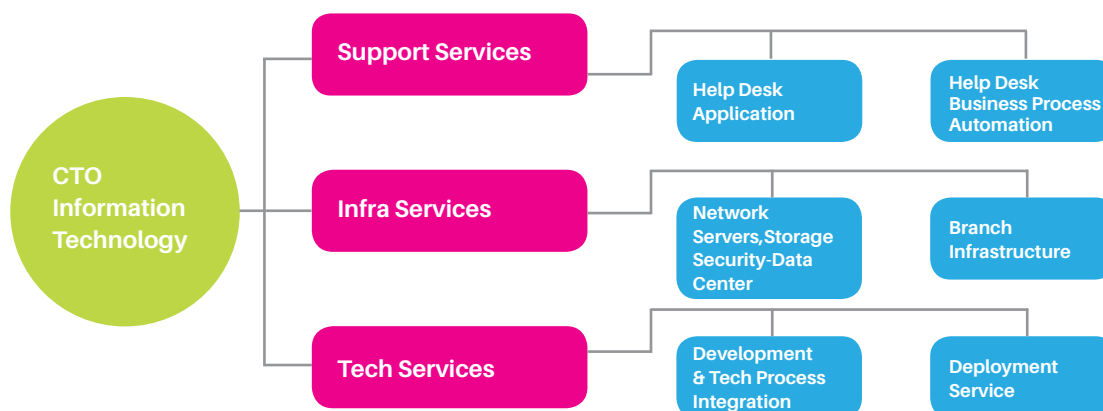 CTO
Information
Technology
Support Services
Help Desk
Application
Help Desk
Business Process
Automation
Infra Services
Network
Servers,Storage
Security-Data
Center
Branch
Infrastructure
Tech Services
Development
& Tech Process
Integration
Deployment
Service